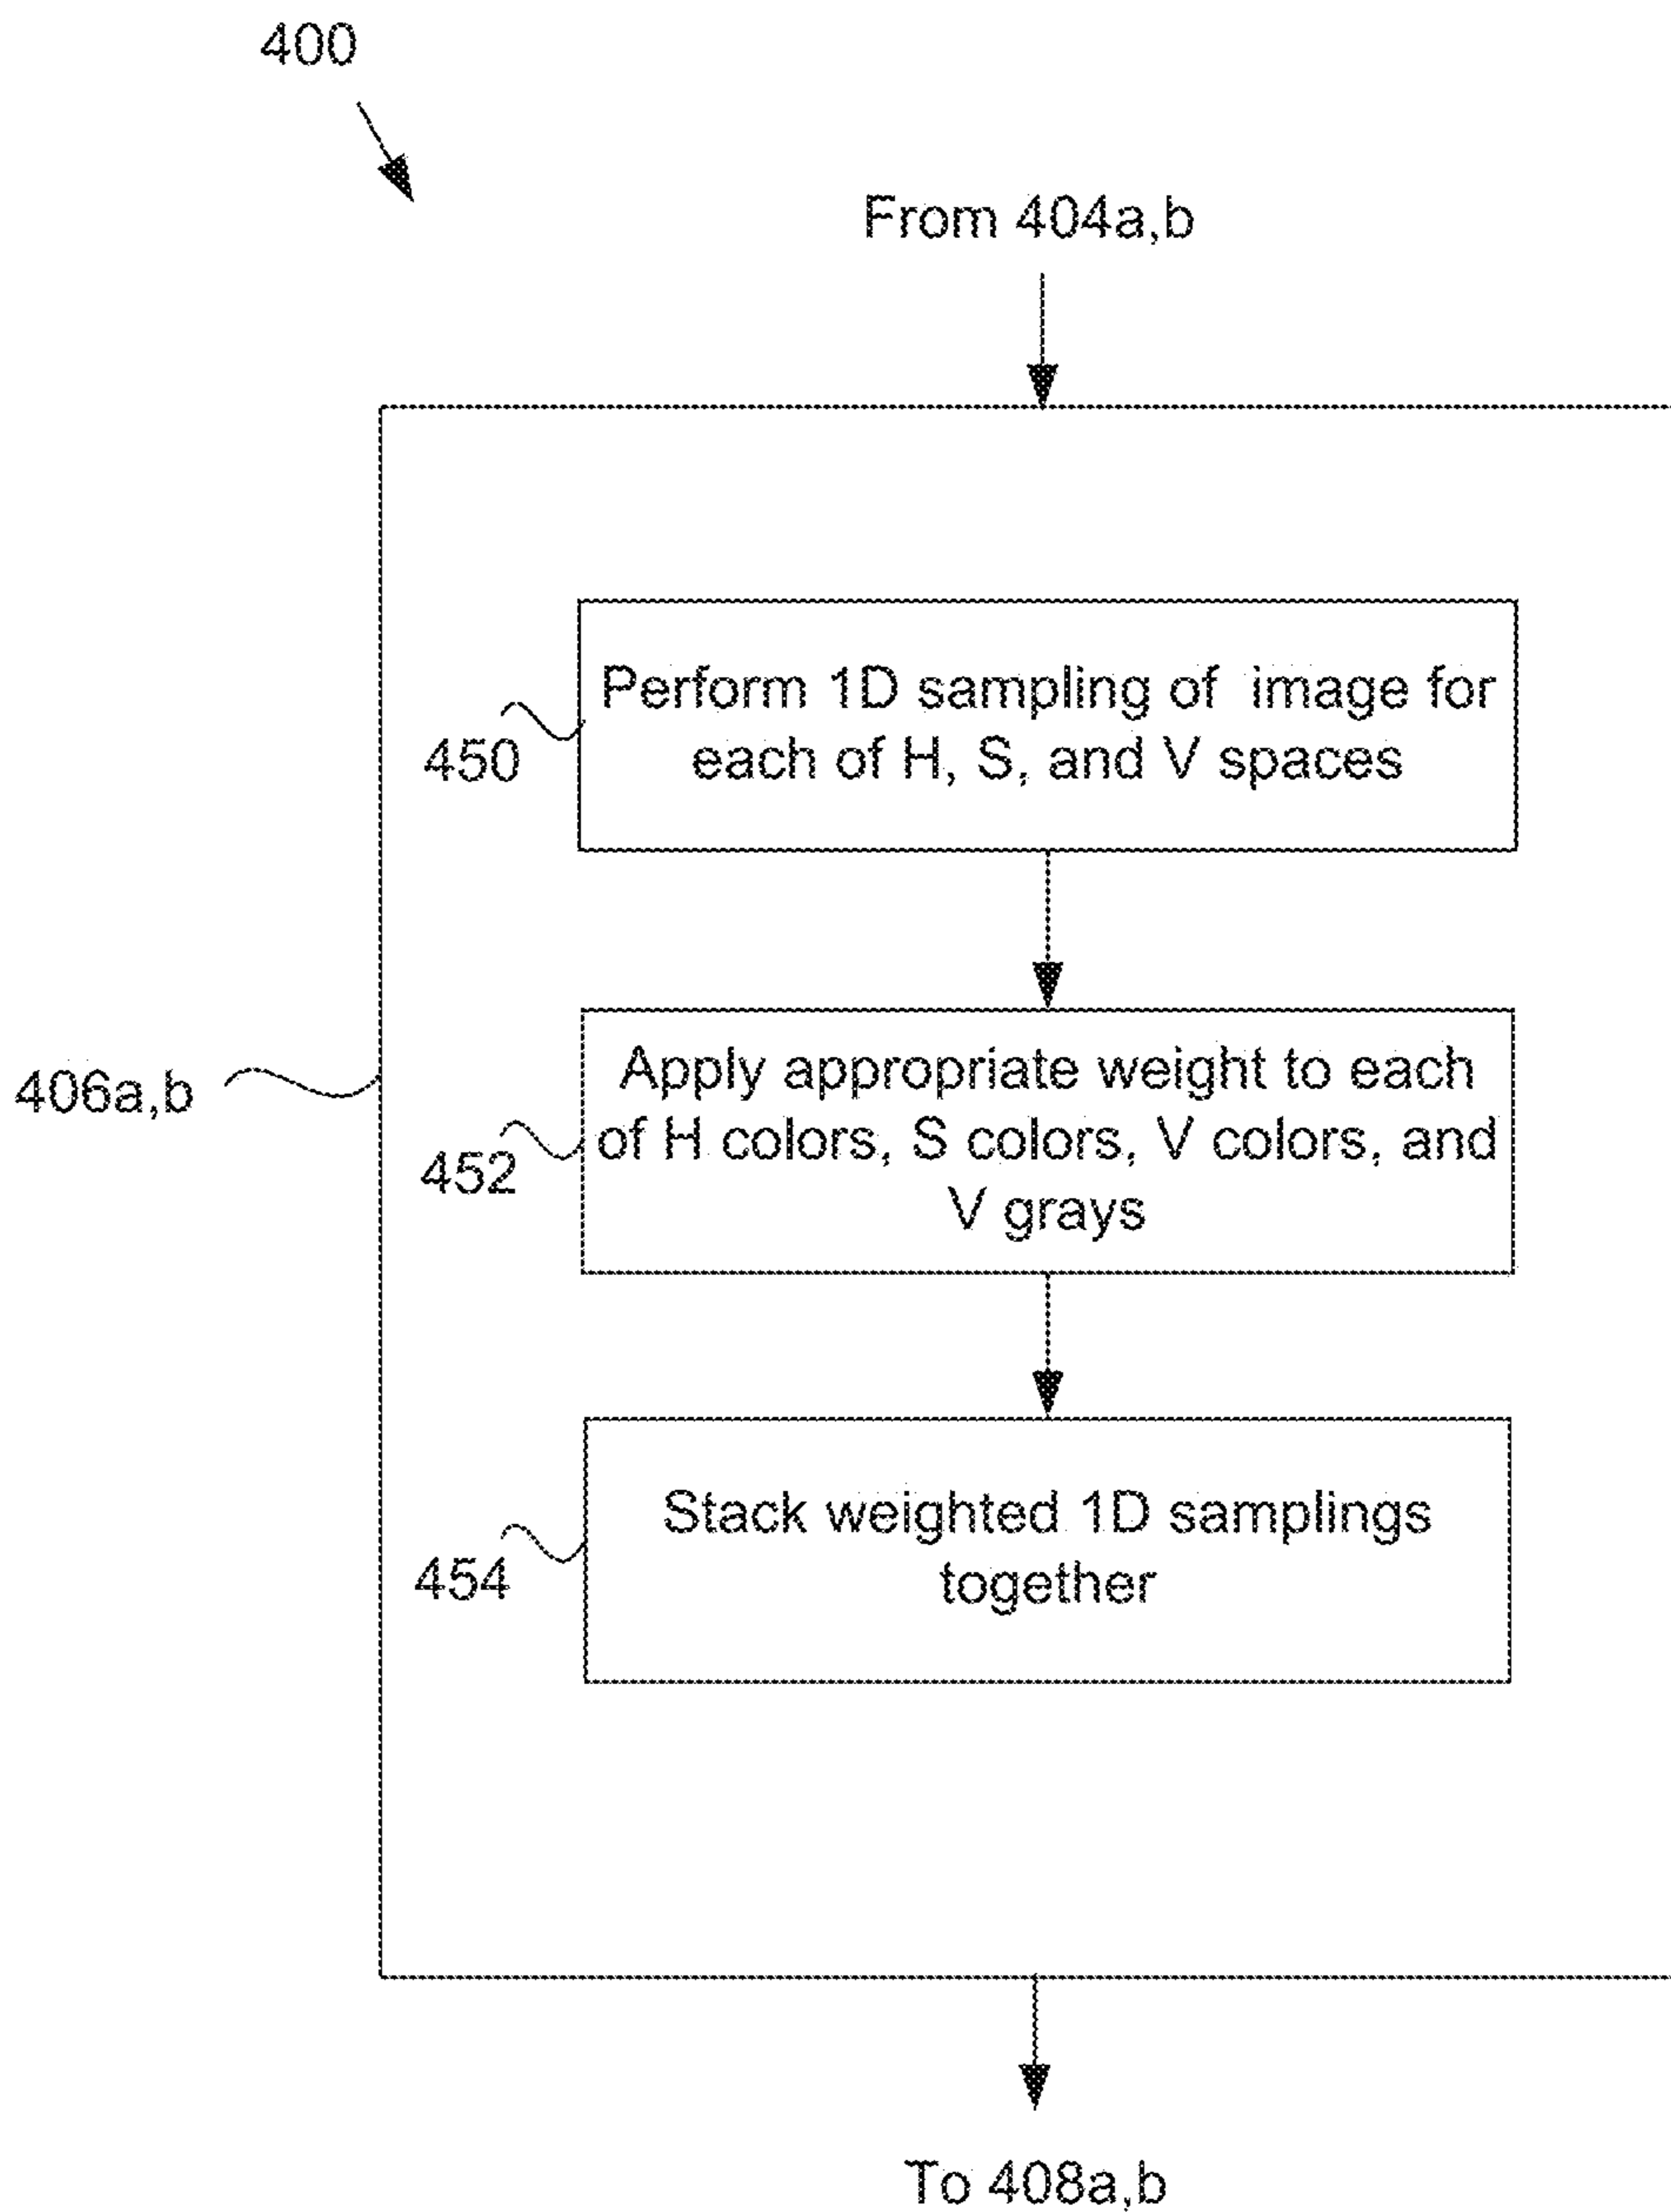 400
From 404a,b
Perform 1D sampling of image for
each of H, S, and V spaces
450
Apply appropriate weight to each
of H colors, S colors, V colors, and
V grays
406a,b
452
Stack weighted 1D samplings
together
454
To 408a,b